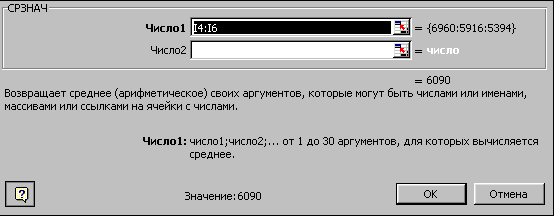 СРЗНАЧ
Число1 I4:I6 = {6960:5916:5394}
Число2 = число
= 6090
Возвращает среднее (арифметическое) своих аргументов, которые могут быть числами или именами,
массивами или ссылками на ячейки с числами.
Число1: число1;число2;... от 1 до 30 аргументов, для которых вычисляется
среднее.
? Значение:6090 ОК Отмена